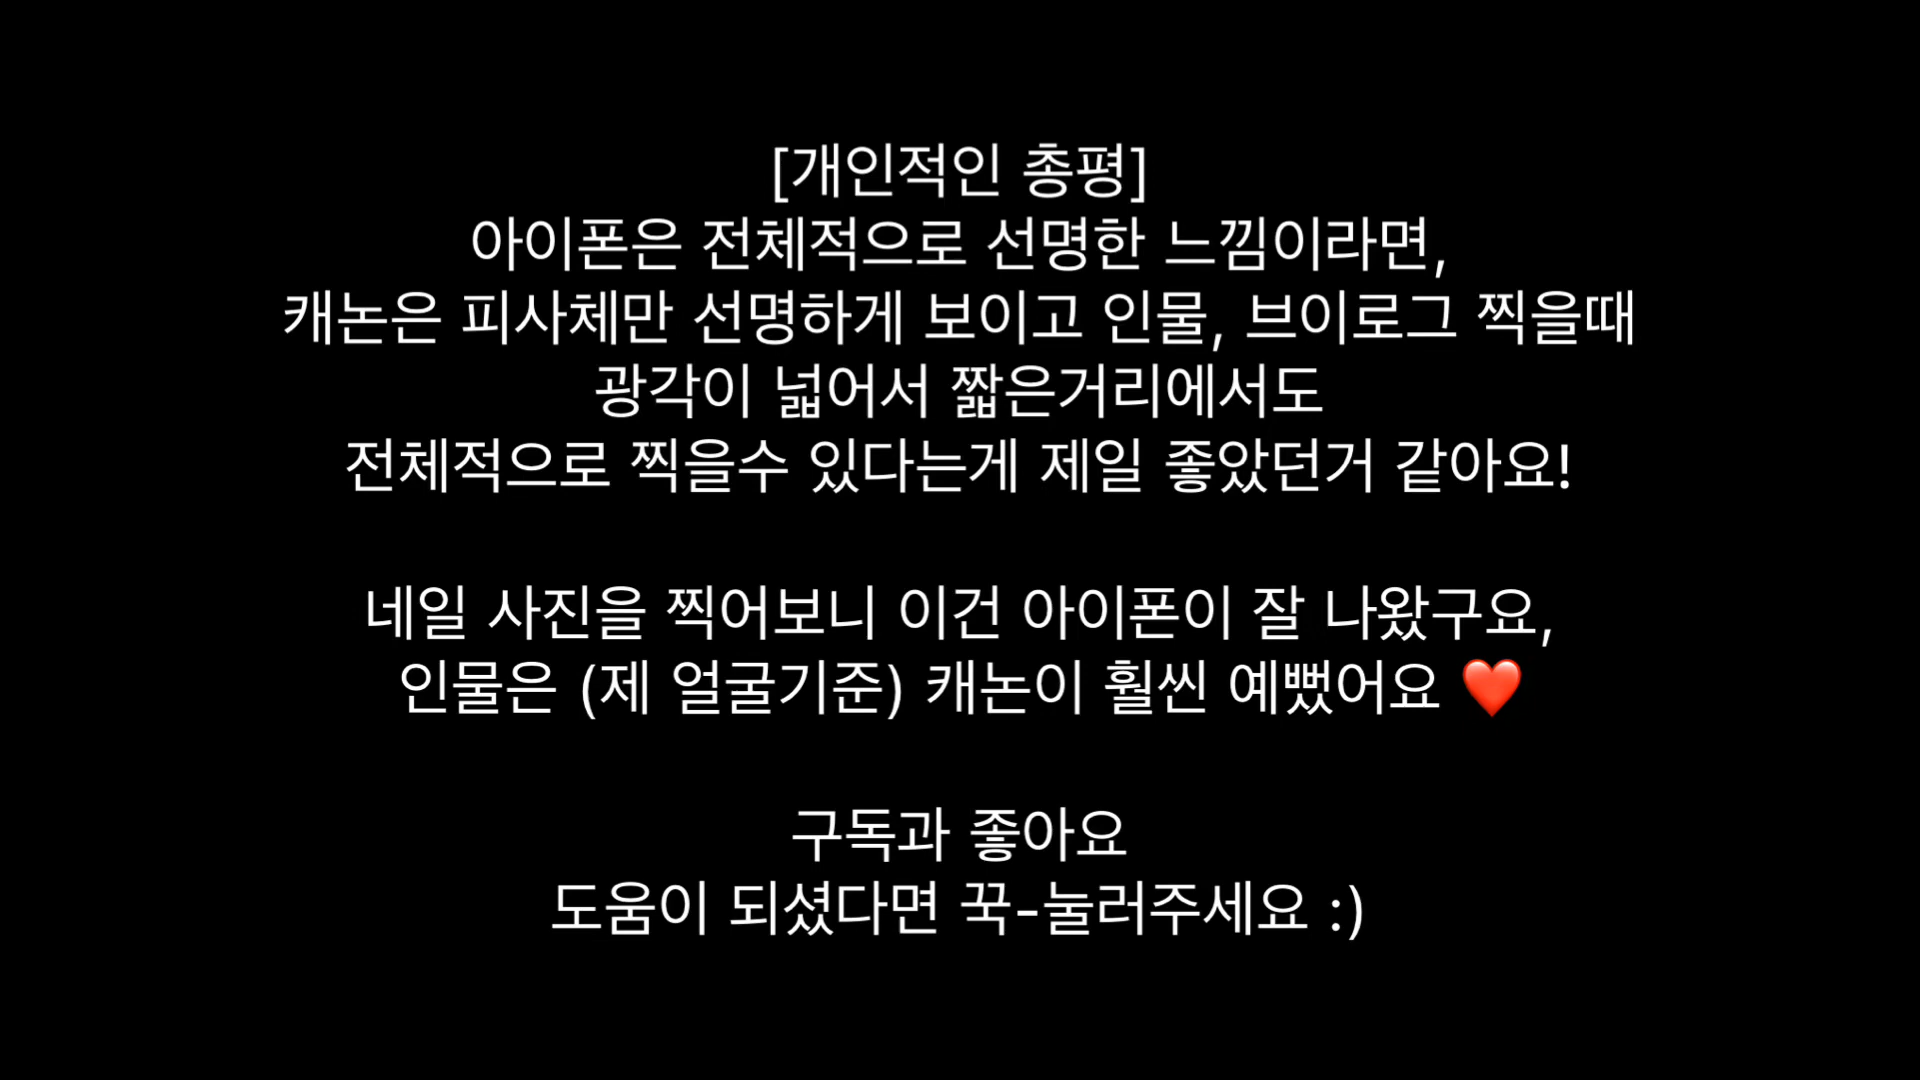 [개인적인 총평]
아이폰은 전체적으로 선명한 느낌이라면,
캐논은 피사체만 선명하게 보이고 인물, 브이로그 찍을때
광각이 넓어서 짧은거리에서도
전체적으로 찍을수 있다는게 제일 좋았던거 같아요!
네일 사진을 찍어보니 이건 아이폰이 잘 나왔구요,
인물은 (제 얼굴기준) 캐논이 훨씬 예뻤어요 ❤️
구독과 좋아요
도움이 되셨다면 꾹-눌러주세요 :)